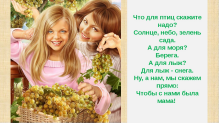 Что для птиц скажите
надо?
Солнце, небо, зелень
сада.
А для моря?
Берега.
А для лыж?
Для лыж - снега.
Ну, а нам, мы скажем
прямо:
Чтобы с нами была
мама!